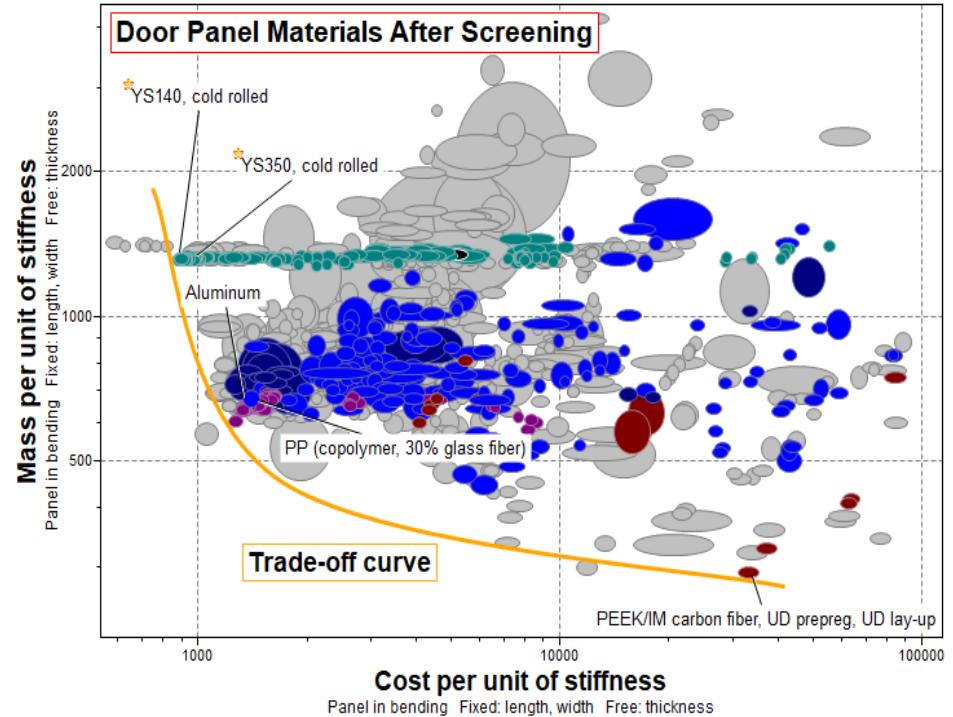 Door Panel Materials After Screening
YS140, cold rolled
YS350, cold rolled
Aluminum
PP (copolymer, 30% glass fiber)
Trade-off curve
PEEK/IM carbon fiber, UD prepreg, UD lay-up
Mass per unit of stiffness
Panel in bending Fixed: length, width Free: thickness
2000
1000
500
1000
10000
100000
Cost per unit of stiffness
Panel in bending Fixed: length, width Free: thickness